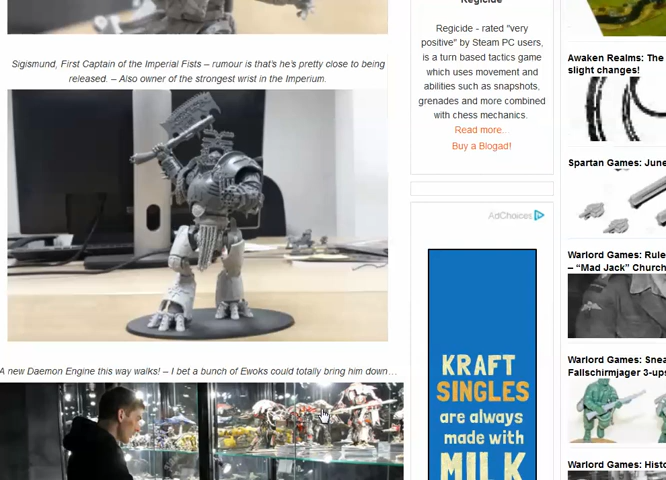 Sigismund, First Captain of the Imperial Fists – rumour is that's he's pretty close to being
released. – Also owner of the strongest wrist in the Imperium.
A new Daemon Engine this way walks! – I bet a bunch of Ewoks could totally bring him down…
Regicide
Regicide - rated "very
positive" by Steam PC users,
is a turn based tactics game
which uses movement and
abilities such as snapshots,
grenades and more combined
with chess mechanics.
Read more..
Buy a Blogad!
AdChoices
KRAFT
SINGLES
are always
made with
MILK
Awaken Realms: The
slight changes!
Spartan Games: June
Warlord Games: Rule
– "Mad Jack" Church
Warlord Games: Snea
Fallschirmjager 3-ups
Warlord Games: Histo